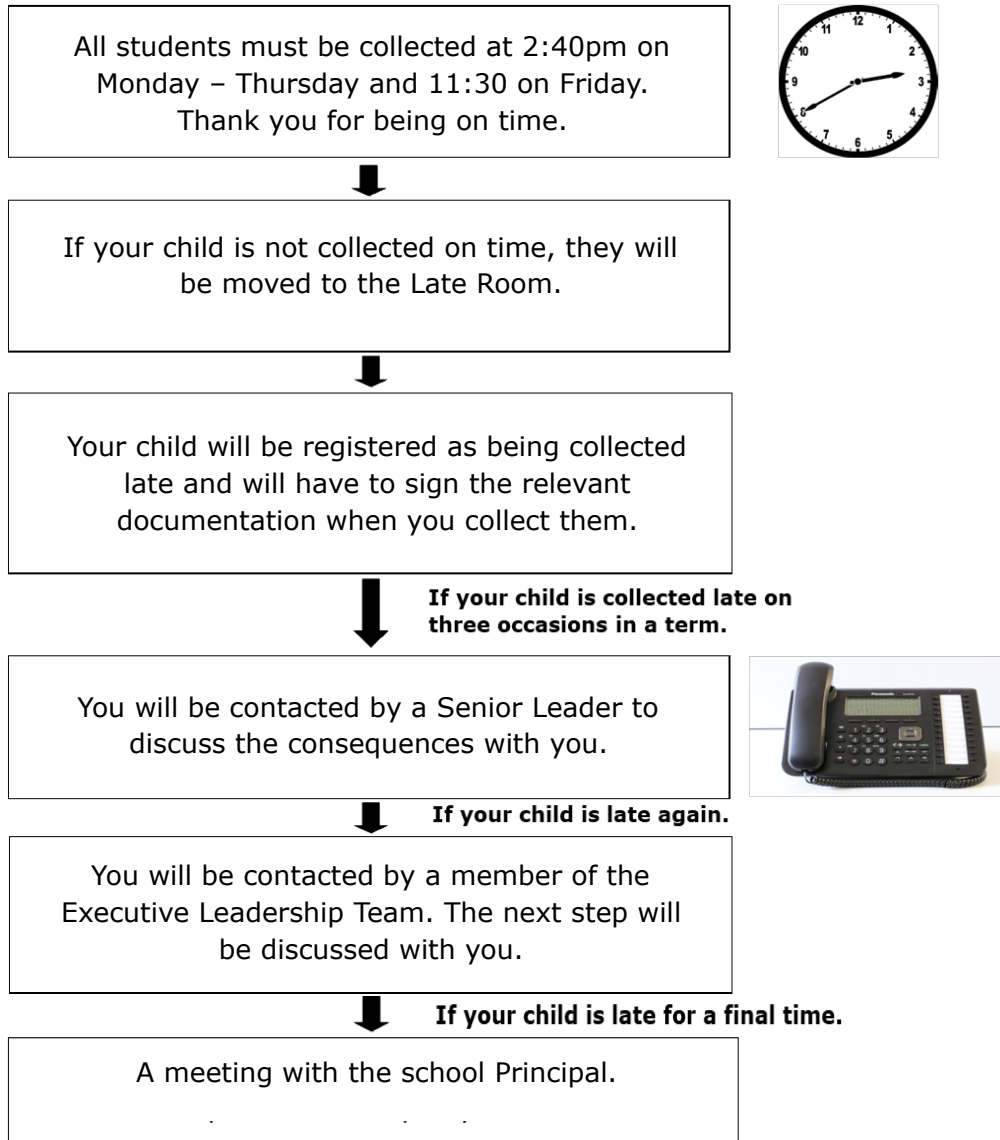 All students must be collected at 2:40pm on
Monday – Thursday and 11:30 on Friday.
Thank you for being on time.
12
11
1
10
2
9
3
8
4
7
5
6
If your child is not collected on time, they will
be moved to the Late Room.
Your child will be registered as being collected
late and will have to sign the relevant
documentation when you collect them.
If your child is collected late on
three occasions in a term.
You will be contacted by a Senior Leader to
discuss the consequences with you.
Panasonic
If your child is late again.
You will be contacted by a member of the
Executive Leadership Team. The next step will
be discussed with you.
If your child is late for a final time.
A meeting with the school Principal.